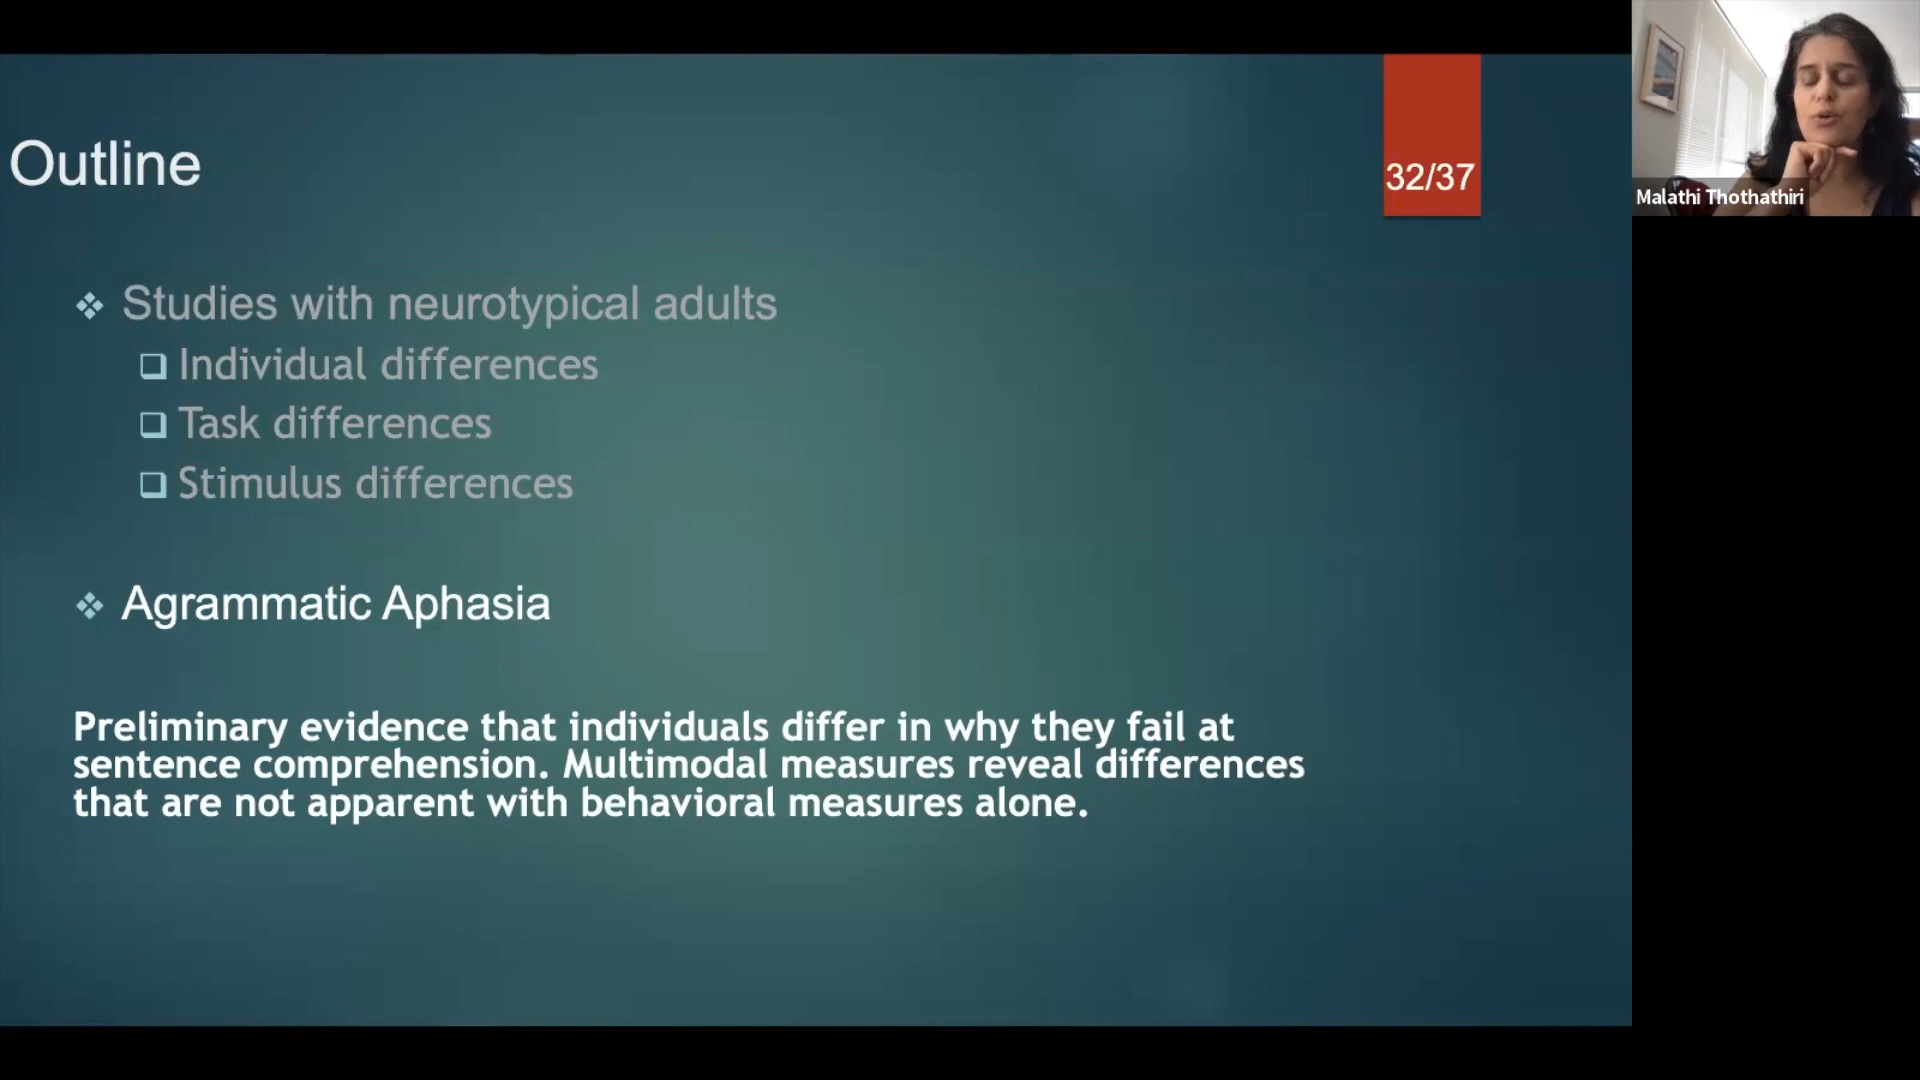 Outline
32/37
Malathi Thothathiri
Studies with neurotypical adults
Individual differences
Task differences
Stimulus differences
Agrammatic Aphasia
Preliminary evidence that individuals differ in why they fail at
sentence comprehension. Multimodal measures reveal differences
that are not apparent with behavioral measures alone.